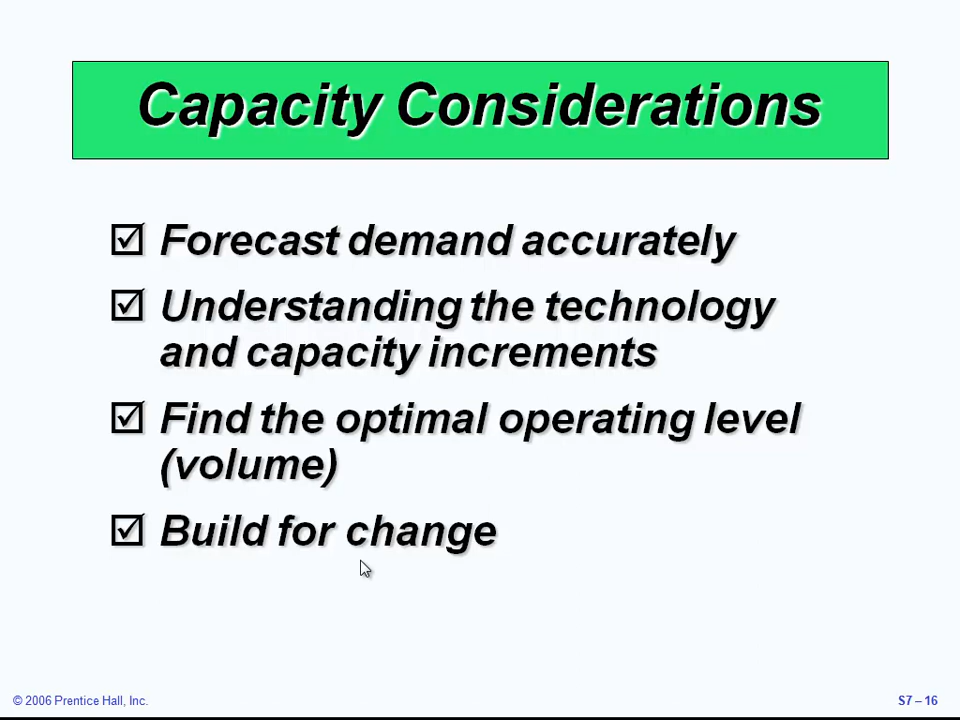 Capacity Considerations
Forecast demand accurately
Understanding the technology
and capacity increments
Find the optimal operating level
(volume)
Build for change
© 2006 Prentice Hall, Inc.
S7 – 16